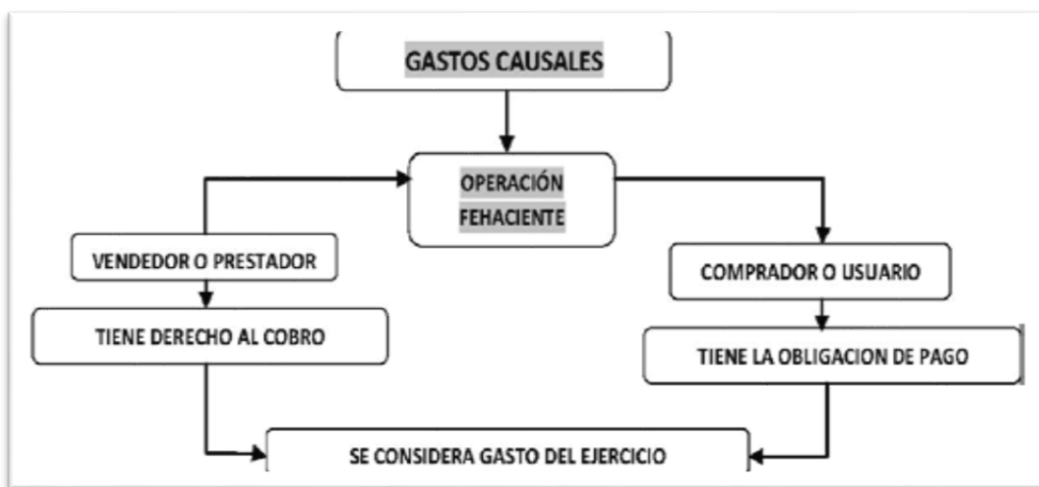 GASTOS CAUSALES
OPERACIÓN
FEHACIENTE
VENDEDOR O PRESTADOR
COMPRADOR O USUARIO
TIENE DERECHO AL COBRO
TIENE LA OBLIGACION DE PAGO
SE CONSIDERA GASTO DEL EJERCICIO